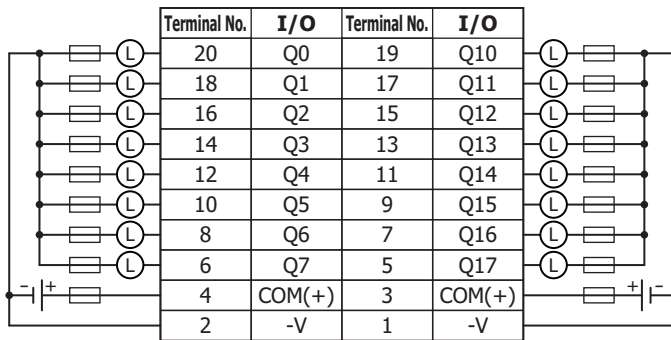 Terminal No. I/O Terminal No. I/O
L 20 Q0 19 Q10 L
L 18 Q1 17 Q11 L
L 16 Q2 15 Q12 L
L 14 Q3 13 Q13 L
L 12 Q4 11 Q14 L
L 10 Q5 9 Q15 L
L 8 Q6 7 Q16 L
L 6 Q7 5 Q17 L
- + 4 COM(+) 3 COM(+) + -
2 -V 1 -V